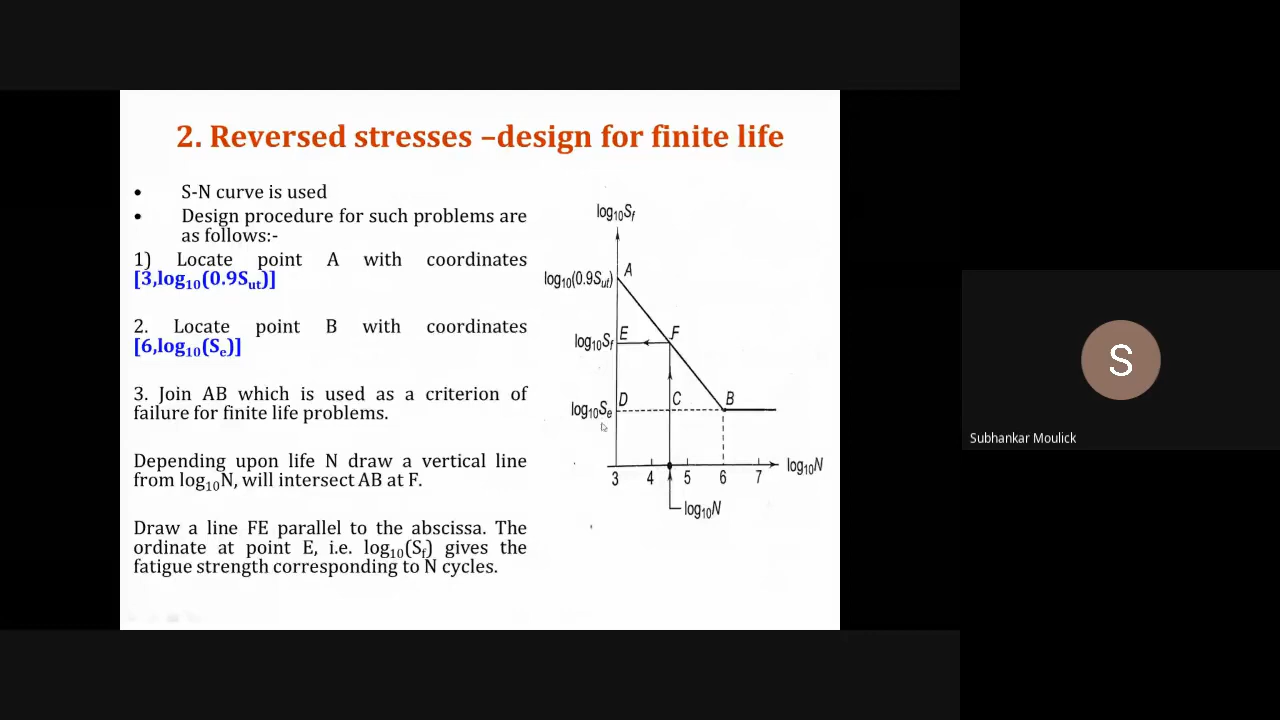 2. Reversed stresses –design for finite life
• S-N curve is used
• Design procedure for such problems are
as follows:-
1) Locate point A with coordinates
[3,log₁₀(0.9Sᵤₜ)]
2. Locate point B with coordinates
[6,log₁₀(Sₑ)]
3. Join AB which is used as a criterion of
failure for finite life problems.
Depending upon life N draw a vertical line
from log₁₀N, will intersect AB at F.
Draw a line FE parallel to the abscissa. The
ordinate at point E, i.e. log₁₀(S_f) gives the
fatigue strength corresponding to N cycles.
log₁₀S_f
log₁₀(0.9Sᵤₜ) A
log₁₀S_f E F
log₁₀Sₑ D C B
3 4 5 6 7 log₁₀N
log₁₀N
S
Subhankar Moulick